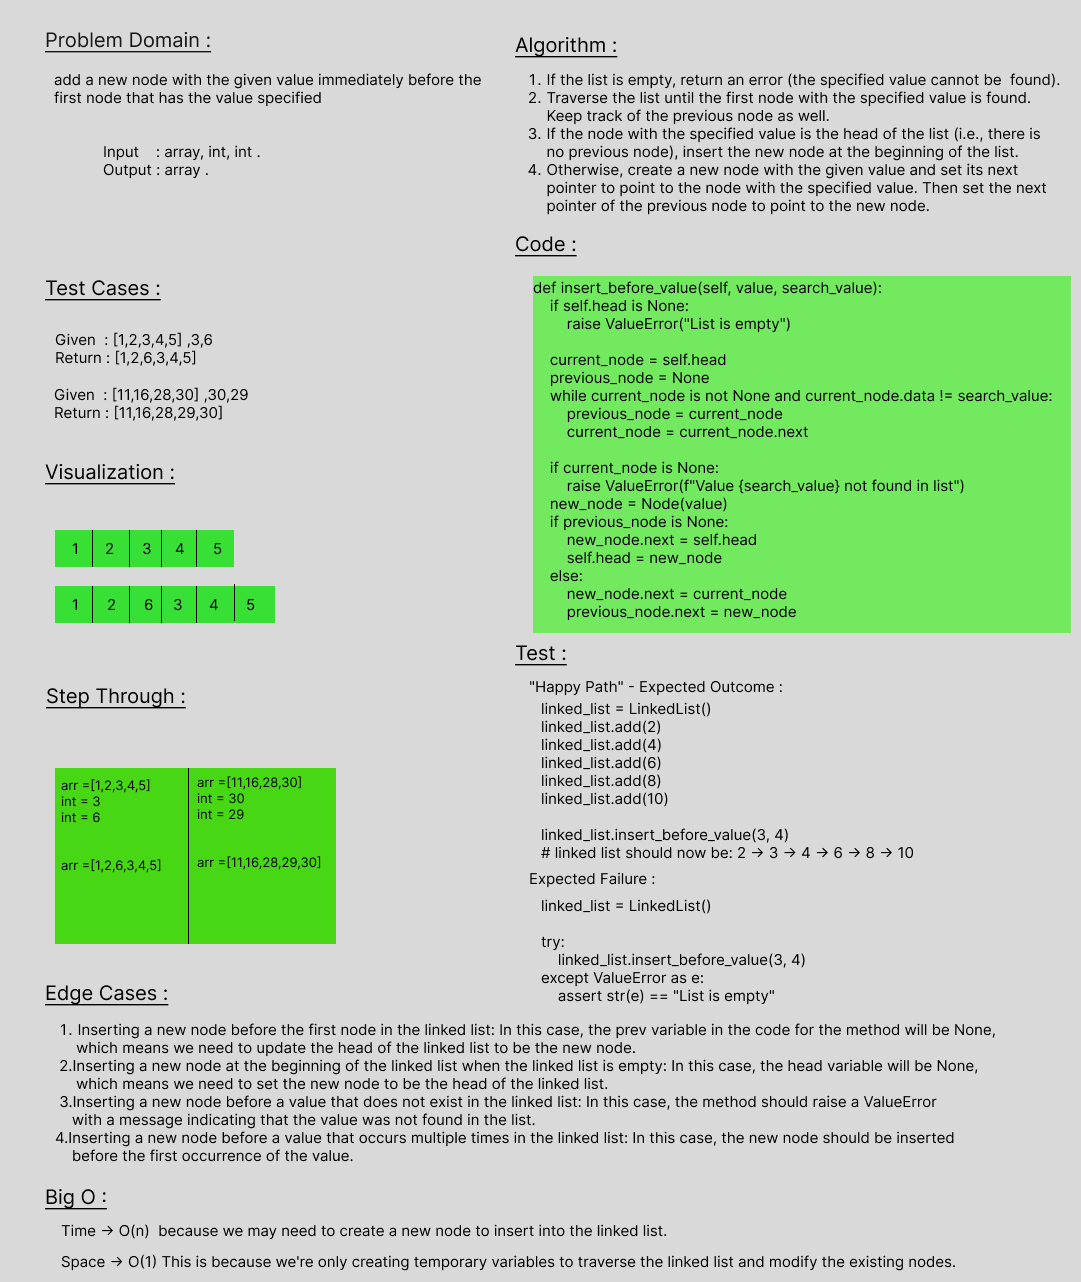 Problem Domain :
add a new node with the given value immediately before the
first node that has the value specified
Input    : array, int, int .
Output : array .
Test Cases :
Given  : [1,2,3,4,5] ,3,6
Return : [1,2,6,3,4,5]
Given  : [11,16,28,30] ,30,29
Return : [11,16,28,29,30]
Visualization :
1 2 3 4 5
1 2 6 3 4 5
Step Through :
arr =[1,2,3,4,5]
int = 3
int = 6
arr =[1,2,6,3,4,5]
arr =[11,16,28,30]
int = 30
int = 29
arr =[11,16,28,29,30]
Algorithm :
1. If the list is empty, return an error (the specified value cannot be  found).
2. Traverse the list until the first node with the specified value is found.
Keep track of the previous node as well.
3. If the node with the specified value is the head of the list (i.e., there is
no previous node), insert the new node at the beginning of the list.
4. Otherwise, create a new node with the given value and set its next
pointer to point to the node with the specified value. Then set the next
pointer of the previous node to point to the new node.
Code :
def insert_before_value(self, value, search_value):
    if self.head is None:
        raise ValueError("List is empty")
    current_node = self.head
    previous_node = None
    while current_node is not None and current_node.data != search_value:
        previous_node = current_node
        current_node = current_node.next
    if current_node is None:
        raise ValueError(f"Value {search_value} not found in list")
    new_node = Node(value)
    if previous_node is None:
        new_node.next = self.head
        self.head = new_node
    else:
        new_node.next = current_node
        previous_node.next = new_node
Test :
"Happy Path" - Expected Outcome :
linked_list = LinkedList()
linked_list.add(2)
linked_list.add(4)
linked_list.add(6)
linked_list.add(8)
linked_list.add(10)
linked_list.insert_before_value(3, 4)
# linked list should now be: 2 → 3 → 4 → 6 → 8 → 10
Expected Failure :
linked_list = LinkedList()
try:
    linked_list.insert_before_value(3, 4)
except ValueError as e:
    assert str(e) == "List is empty"
Edge Cases :
1. Inserting a new node before the first node in the linked list: In this case, the prev variable in the code for the method will be None,
which means we need to update the head of the linked list to be the new node.
2.Inserting a new node at the beginning of the linked list when the linked list is empty: In this case, the head variable will be None,
which means we need to set the new node to be the head of the linked list.
3.Inserting a new node before a value that does not exist in the linked list: In this case, the method should raise a ValueError
with a message indicating that the value was not found in the list.
4.Inserting a new node before a value that occurs multiple times in the linked list: In this case, the new node should be inserted
before the first occurrence of the value.
Big O :
Time → O(n)  because we may need to create a new node to insert into the linked list.
Space → O(1) This is because we're only creating temporary variables to traverse the linked list and modify the existing nodes.